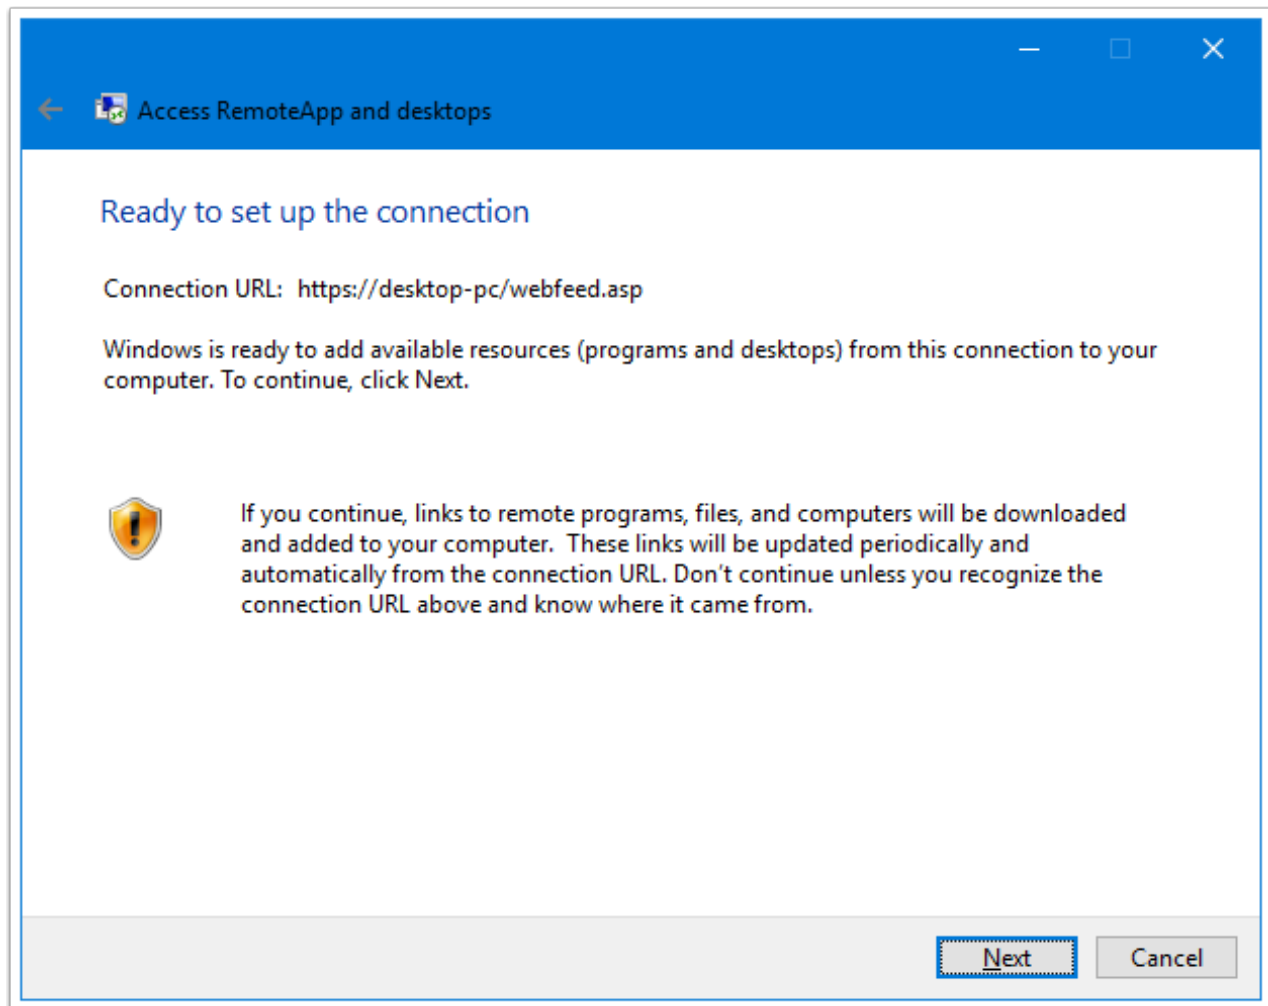 Access RemoteApp and desktops
Ready to set up the connection
Connection URL:  https://desktop-pc/webfeed.asp
Windows is ready to add available resources (programs and desktops) from this connection to your
computer. To continue, click Next.
If you continue, links to remote programs, files, and computers will be downloaded
and added to your computer.  These links will be updated periodically and
automatically from the connection URL. Don't continue unless you recognize the
connection URL above and know where it came from.
Next
Cancel